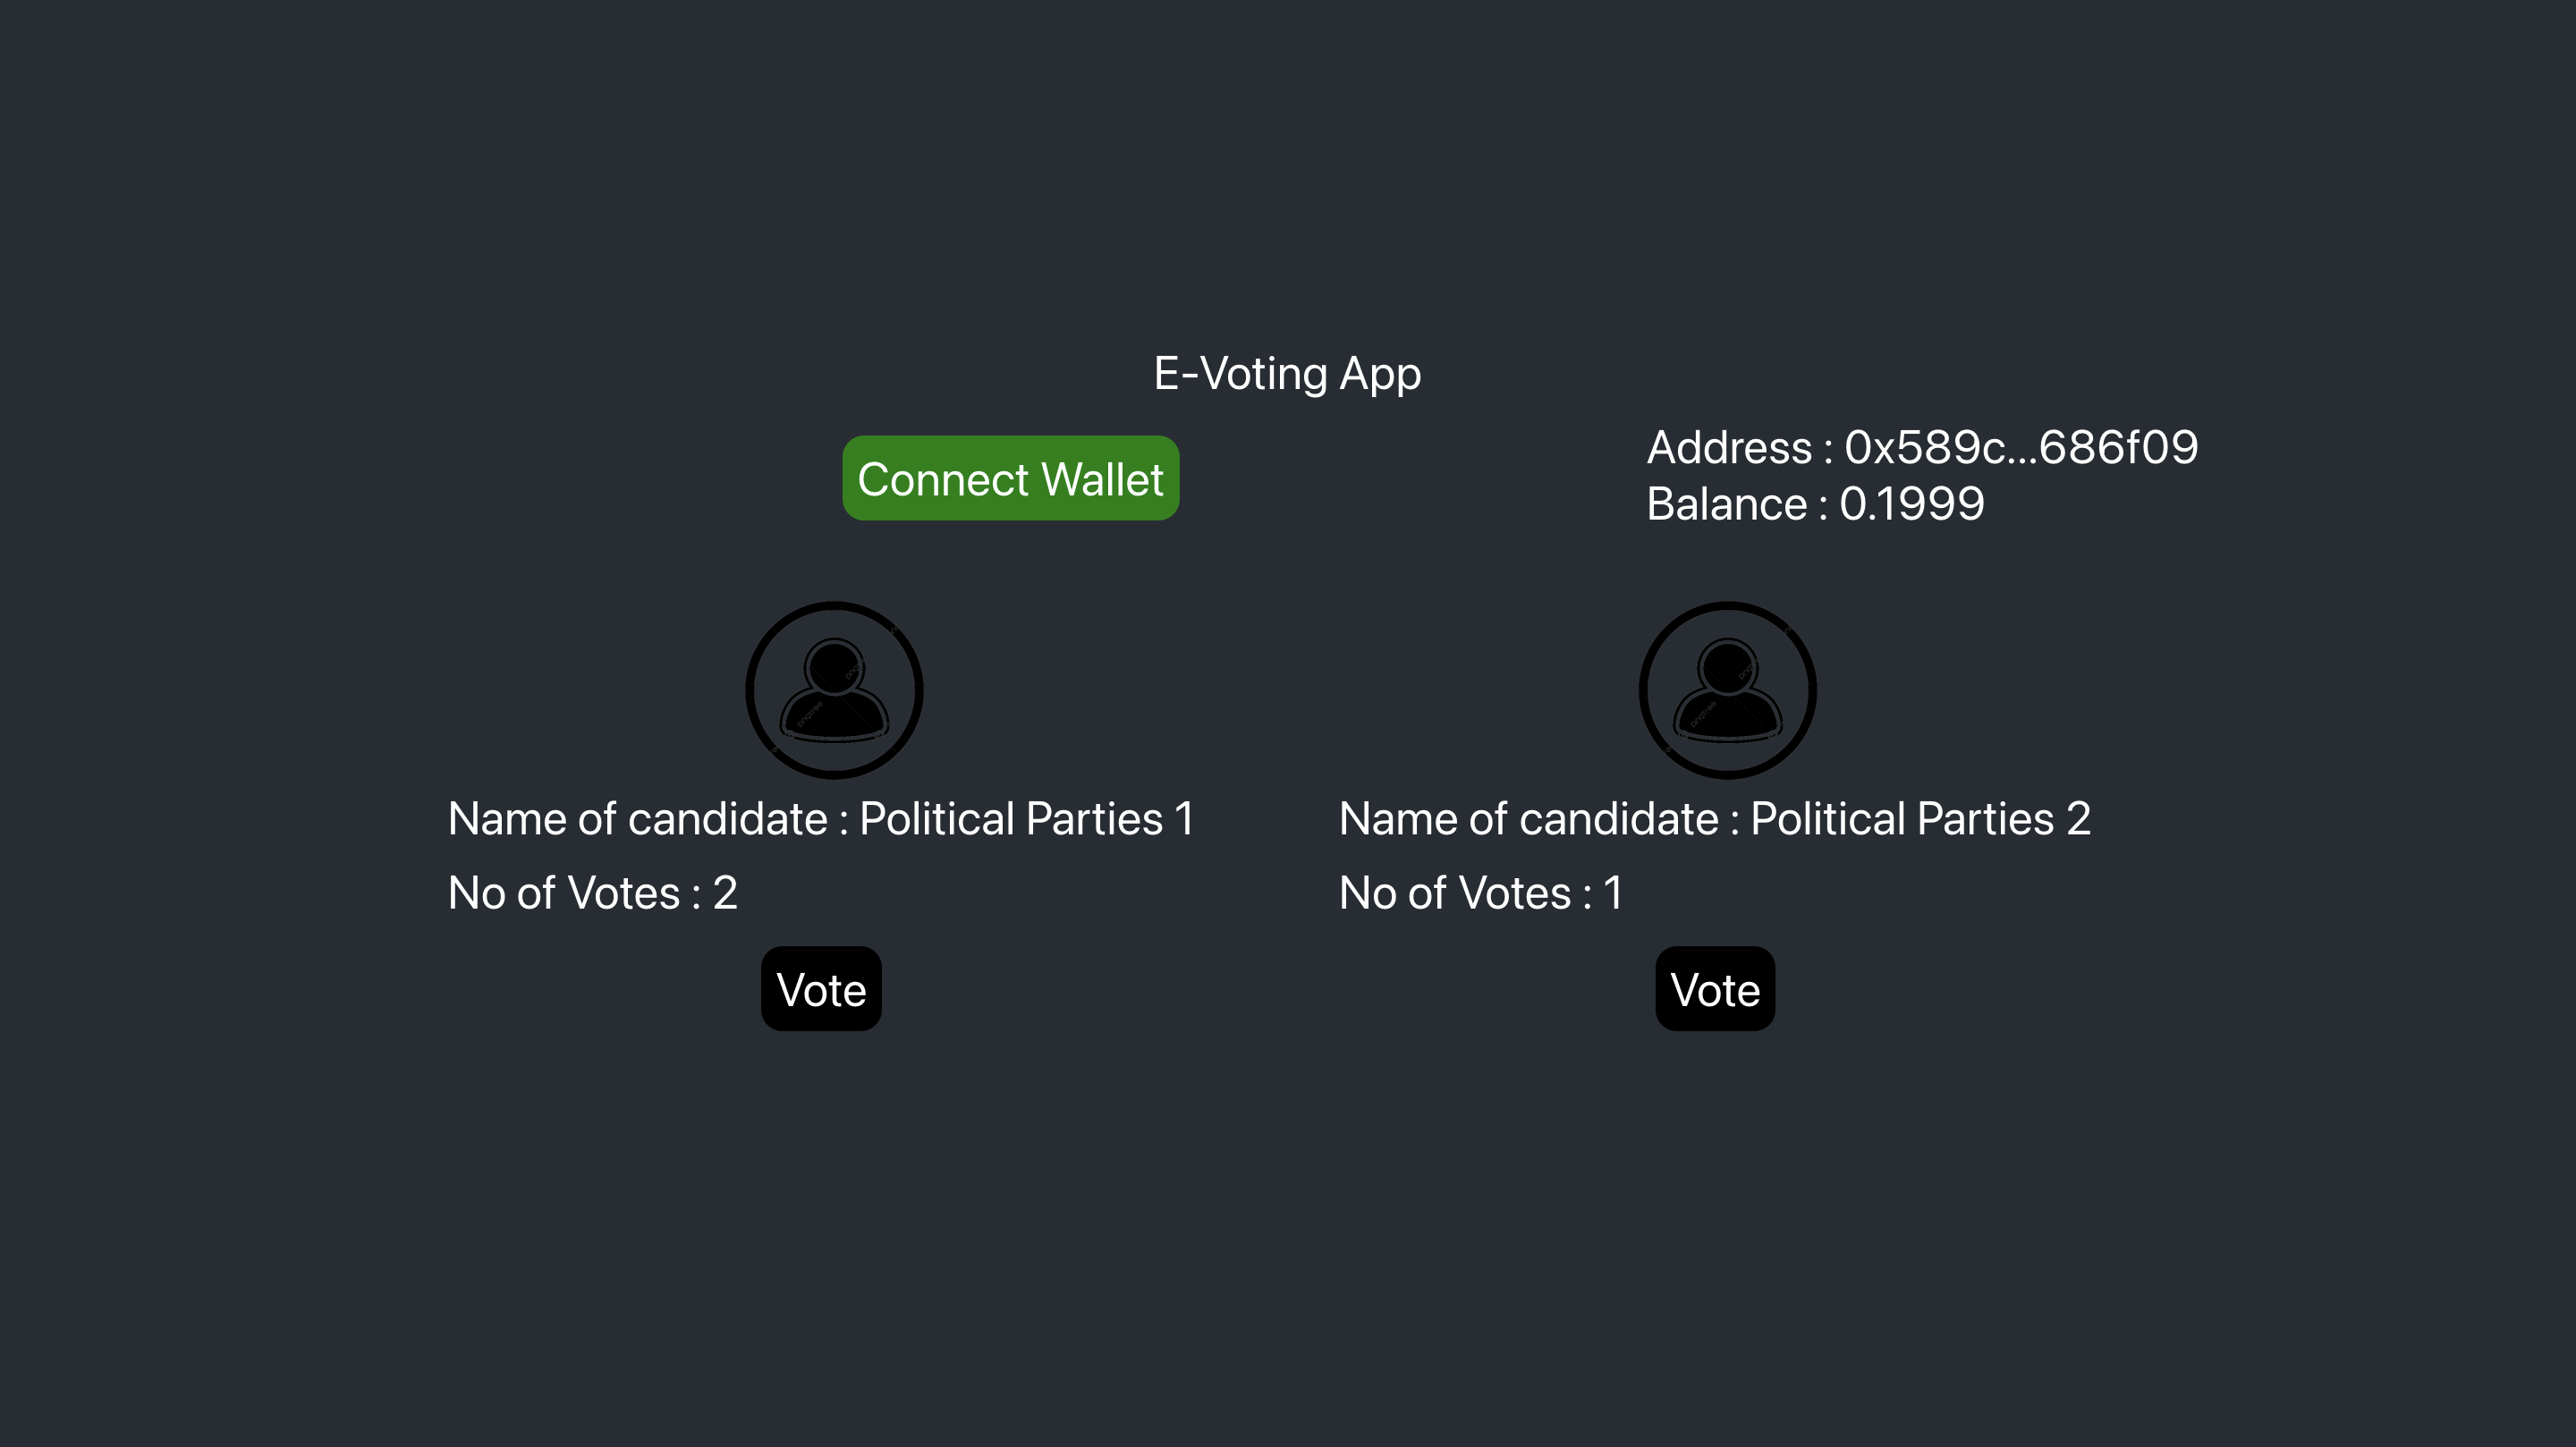 E-Voting App
Connect Wallet
Address : 0x589c...686f09
Balance : 0.1999
Name of candidate : Political Parties 1
No of Votes : 2
Vote
Name of candidate : Political Parties 2
No of Votes : 1
Vote